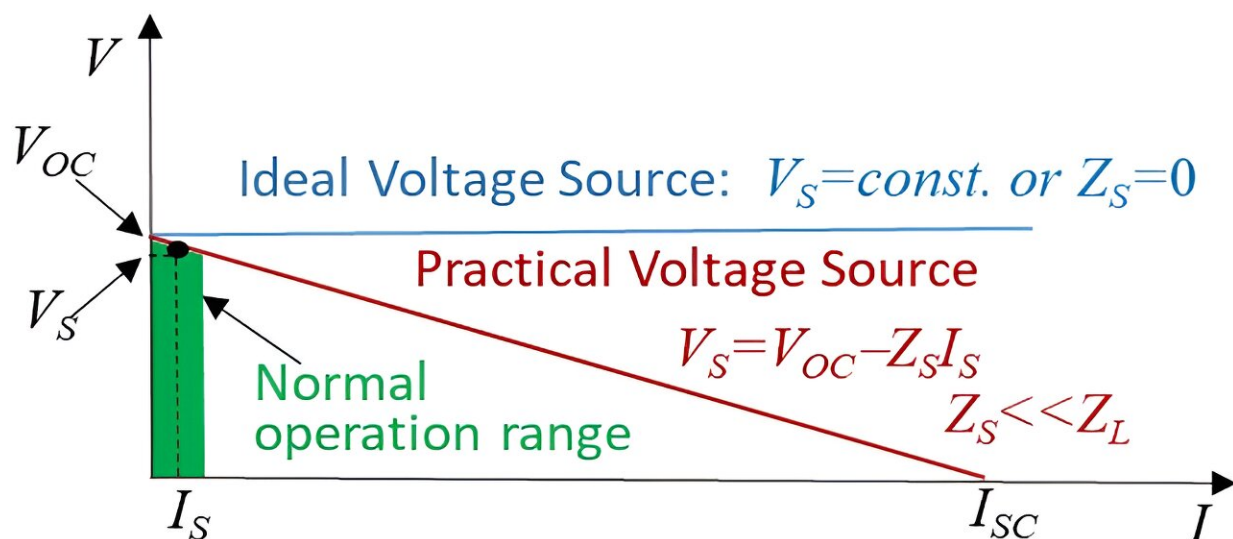 V
V_OC
Ideal Voltage Source: V_S=const. or Z_S=0
Practical Voltage Source
V_S
V_S=V_OC–Z_SI_S
Normal
operation range
Z_S<<Z_L
I_S
I_SC
I